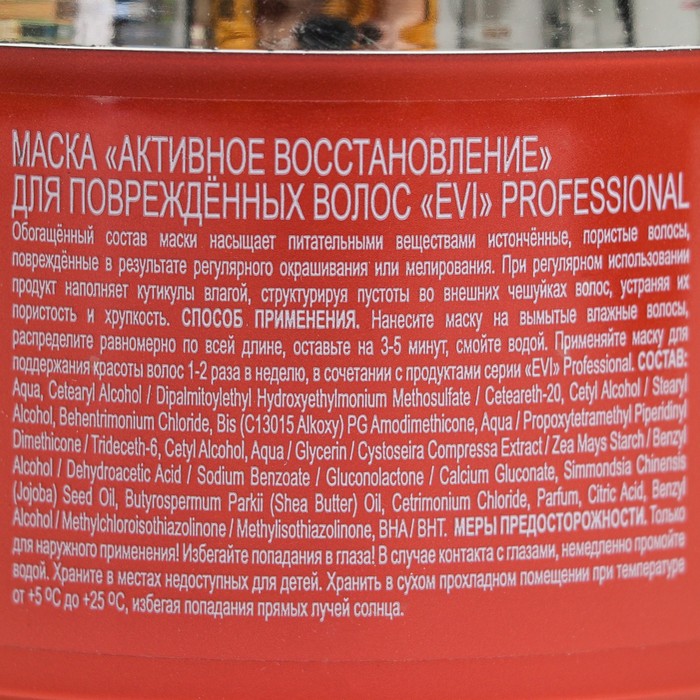 МАСКА «АКТИВНОЕ ВОССТАНОВЛЕНИЕ»
ДЛЯ ПОВРЕЖДЁННЫХ ВОЛОС «EVI» PROFESSIONAL
Обогащённый состав маски насыщает питательными веществами истончённые, пористые волосы,
повреждённые в результате регулярного окрашивания или мелирования. При регулярном использовании
продукт наполняет кутикулы влагой, структурируя пустоты во внешних чешуйках волос, устраняя их
пористость и хрупкость. СПОСОБ ПРИМЕНЕНИЯ. Нанесите маску на вымытые влажные волосы,
распределите равномерно по всей длине, оставьте на 3-5 минут, смойте водой. Применяйте маску для
поддержания красоты волос 1-2 раза в неделю, в сочетании с продуктами серии «EVI» Professional. СОСТАВ:
Aqua, Cetearyl Alcohol / Dipalmitoylethyl Hydroxyethylmonium Methosulfate / Ceteareth-20, Cetyl Alcohol / Stearyl
Alcohol, Behentrimonium Chloride, Bis (C13015 Alkoxy) PG Amodimethicone, Aqua / Propoxytetramethyl Piperidinyl
Dimethicone / Trideceth-6, Cetyl Alcohol, Aqua / Glycerin / Cystoseira Compressa Extract / Zea Mays Starch / Benzyl
Alcohol / Dehydroacetic Acid / Sodium Benzoate / Gluconolactone / Calcium Gluconate, Simmondsia Chinensis
(Jojoba) Seed Oil, Butyrospermum Parkii (Shea Butter) Oil, Cetrimonium Chloride, Parfum, Citric Acid, Benzyl
Alcohol / Methylchloroisothiazolinone / Methylisothiazolinone, BHA / BHT. МЕРЫ ПРЕДОСТОРОЖНОСТИ. Только
для наружного применения! Избегайте попадания в глаза! В случае контакта с глазами, немедленно промойте
водой. Храните в местах недоступных для детей. Хранить в сухом прохладном помещении при температуре
от +5 ºС до +25 ºС, избегая попадания прямых лучей солнца.